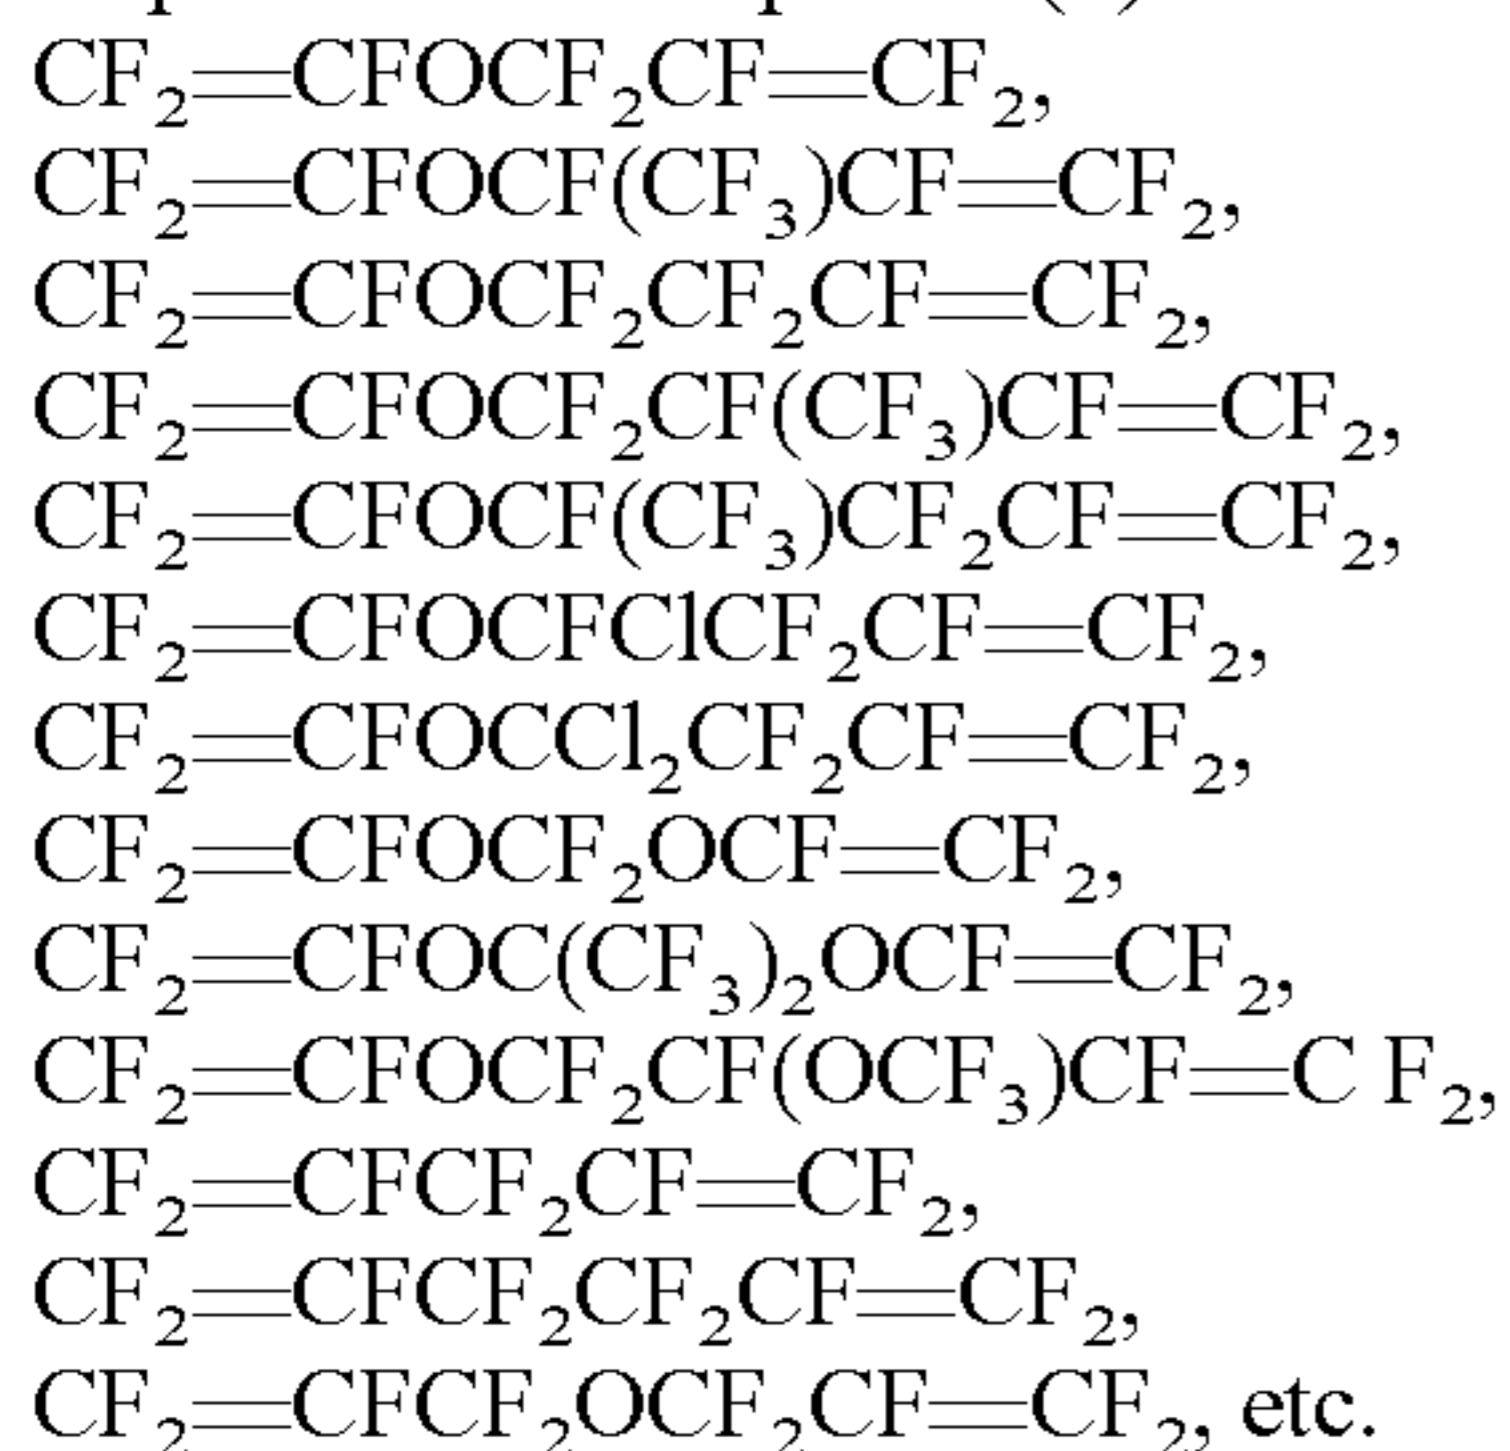 CF₂=CFOCF₂CF=CF₂,
CF₂=CFOCF(CF₃)CF=CF₂,
CF₂=CFOCF₂CF₂CF=CF₂,
CF₂=CFOCF₂CF(CF₃)CF=CF₂,
CF₂=CFOCF(CF₃)CF₂CF=CF₂,
CF₂=CFOCFClCF₂CF=CF₂,
CF₂=CFOCCl₂CF₂CF=CF₂,
CF₂=CFOCF₂OCF=CF₂,
CF₂=CFOC(CF₃)₂OCF=CF₂,
CF₂=CFOCF₂CF(OCF₃)CF=C F₂,
CF₂=CFCF₂CF=CF₂,
CF₂=CFCF₂CF₂CF=CF₂,
CF₂=CFCF₂OCF₂CF=CF₂, etc.